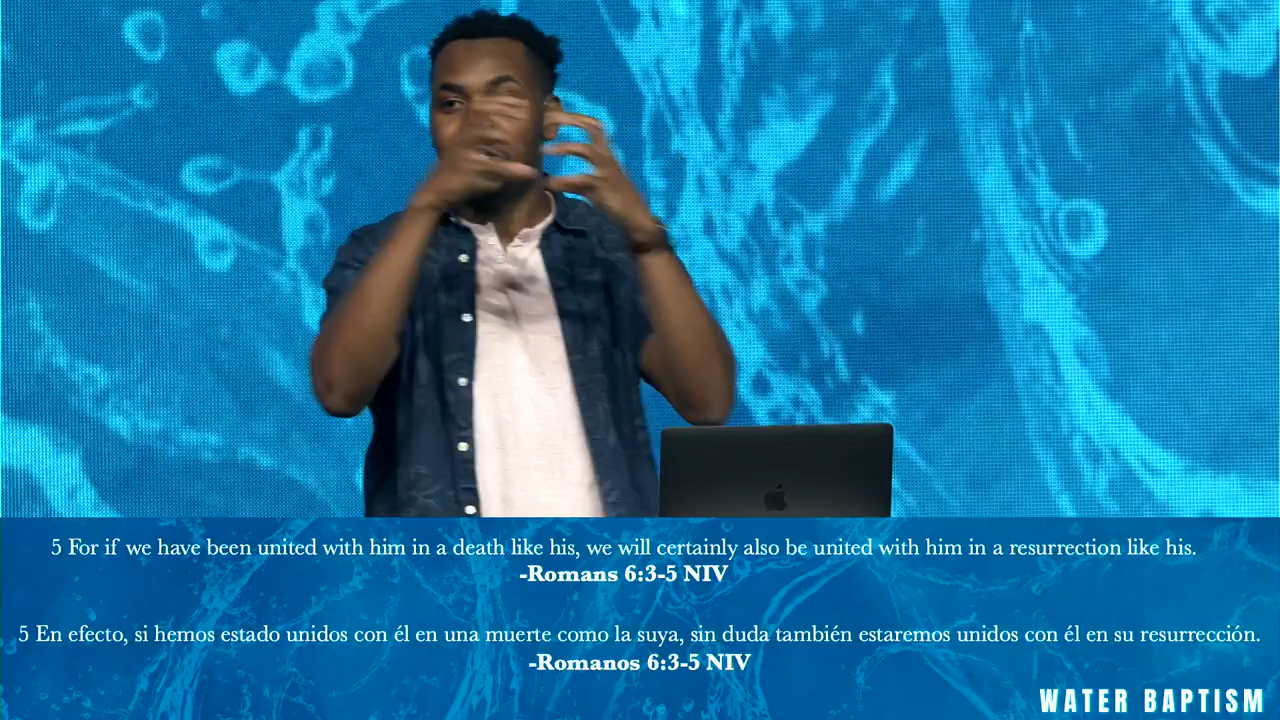 5 For if we have been united with him in a death like his, we will certainly also be united with him in a resurrection like his.
-Romans 6:3-5 NIV
5 En efecto, si hemos estado unidos con él en una muerte como la suya, sin duda también estaremos unidos con él en su resurrección.
-Romanos 6:3-5 NIV
WATER BAPTISM